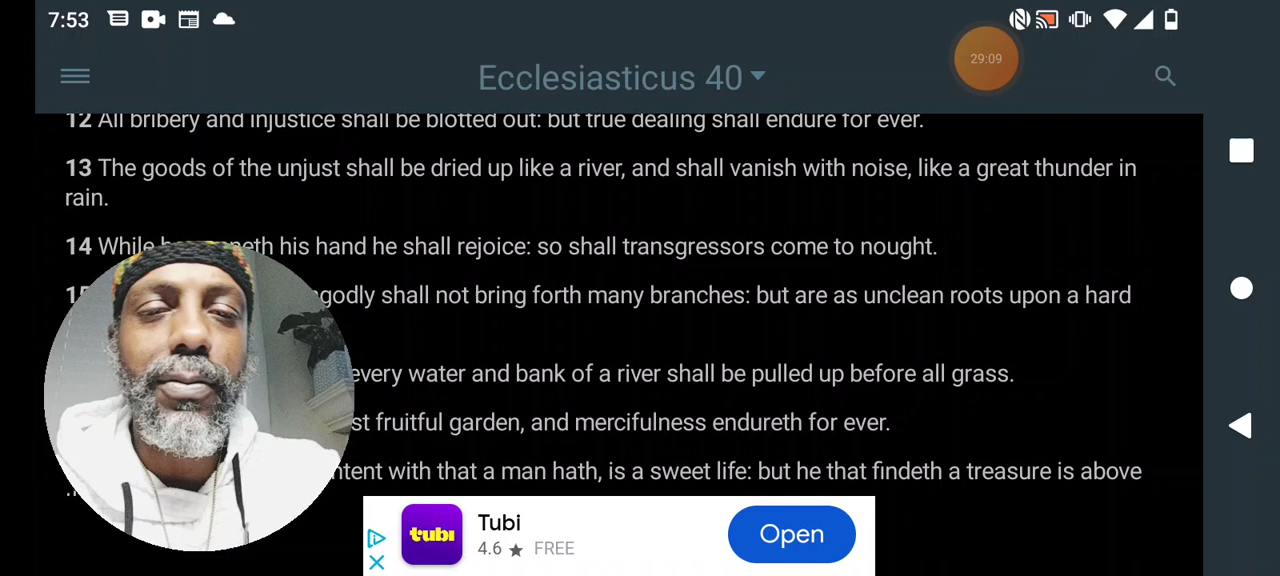 7:53
29:09
Ecclesiasticus 40
12 All bribery and injustice shall be blotted out: but true dealing shall endure for ever.
13 The goods of the unjust shall be dried up like a river, and shall vanish with noise, like a great thunder in
rain.
14 While his hand he shall rejoice: so shall transgressors come to nought.
shall not bring forth many branches: but are as unclean roots upon a hard
every water and bank of a river shall be pulled up before all grass.
fruitful garden, and mercifulness endureth for ever.
with that a man hath, is a sweet life: but he that findeth a treasure is above
Tubi
tubi
4.6 ★ FREE
Open